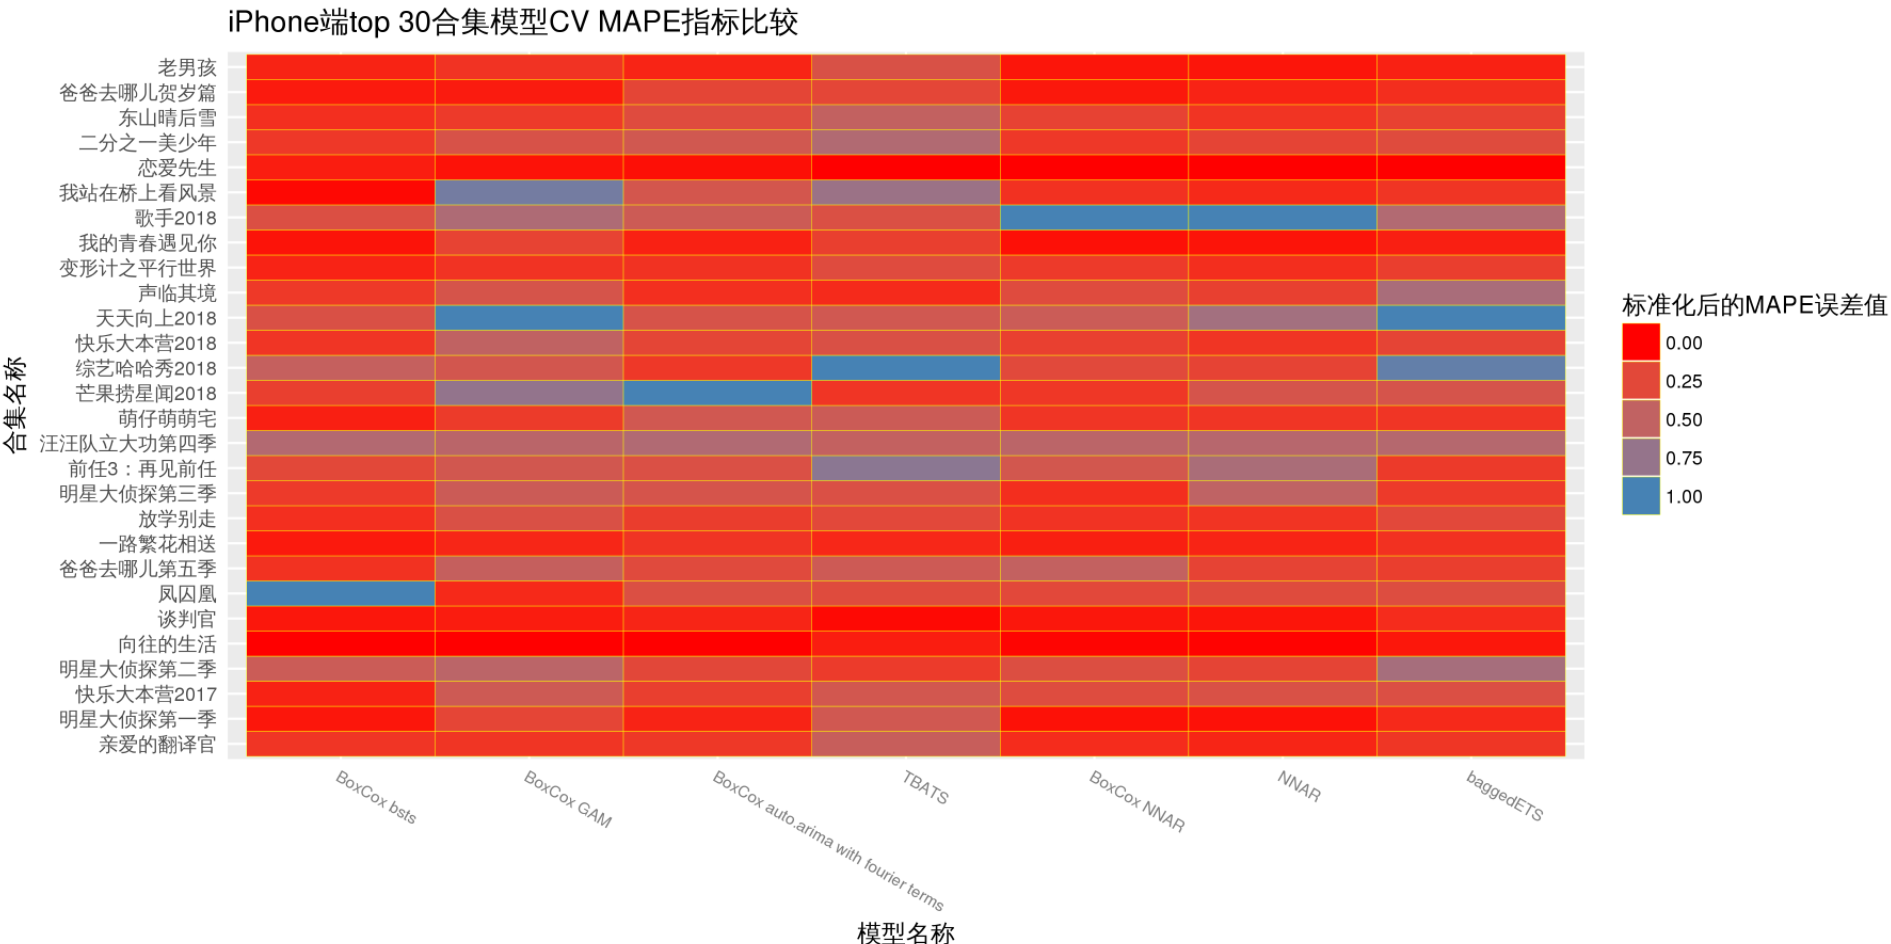 iPhone端top 30合集模型CV MAPE指标比较
合集名称
老男孩
爸爸去哪儿贺岁篇
东山晴后雪
二分之一美少年
恋爱先生
我站在桥上看风景
歌手2018
我的青春遇见你
变形计之平行世界
声临其境
天天向上2018
快乐大本营2018
综艺哈哈秀2018
芒果捞星闻2018
萌仔萌萌宅
汪汪队立大功第四季
前任3：再见前任
明星大侦探第三季
放学别走
一路繁花相送
爸爸去哪儿第五季
凤囚凰
谈判官
向往的生活
明星大侦探第二季
快乐大本营2017
明星大侦探第一季
亲爱的翻译官
BoxCox bsts
BoxCox GAM
BoxCox auto.arima with fourier terms
TBATS
BoxCox NNAR
NNAR
baggedETS
模型名称
标准化后的MAPE误差值
0.00
0.25
0.50
0.75
1.00